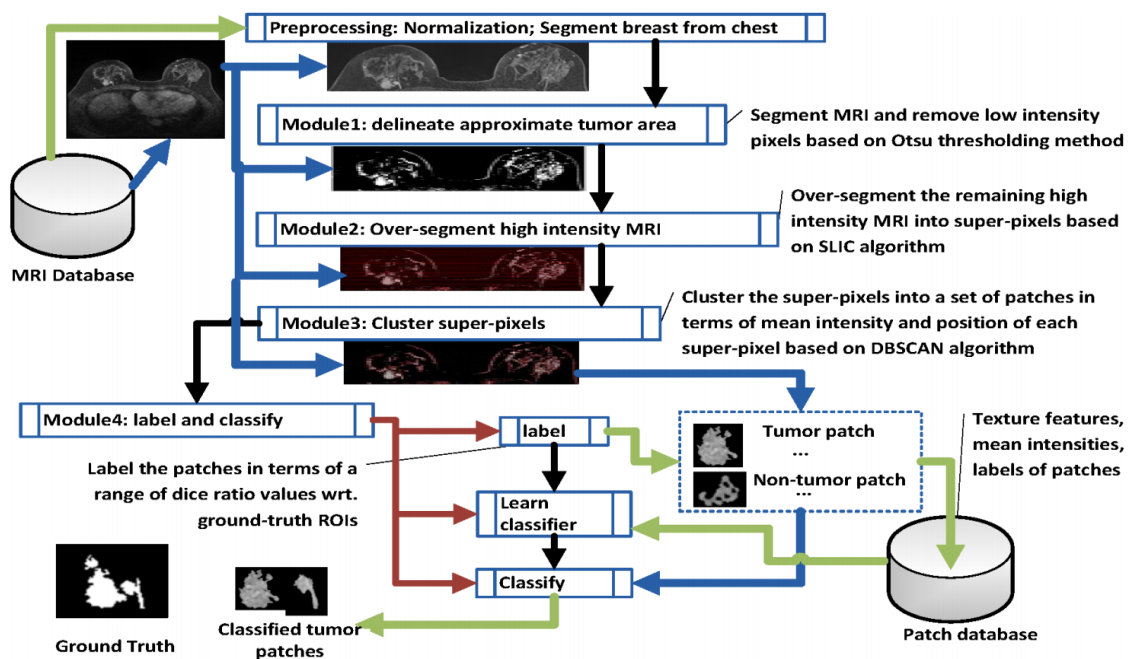 Preprocessing: Normalization; Segment breast from chest
Module1: delineate approximate tumor area
Segment MRI and remove low intensity
pixels based on Otsu thresholding method
Module2: Over-segment high intensity MRI
Over-segment the remaining high
intensity MRI into super-pixels based
on SLIC algorithm
MRI Database
Module3: Cluster super-pixels
Cluster the super-pixels into a set of patches in
terms of mean intensity and position of each
super-pixel based on DBSCAN algorithm
Module4: label and classify
label
Tumor patch
...
Non-tumor patch
...
Texture features,
mean intensities,
labels of patches
Label the patches in terms of a
range of dice ratio values wrt.
ground-truth ROIs
Learn
classifier
Classify
Ground Truth
Classified tumor
patches
Patch database